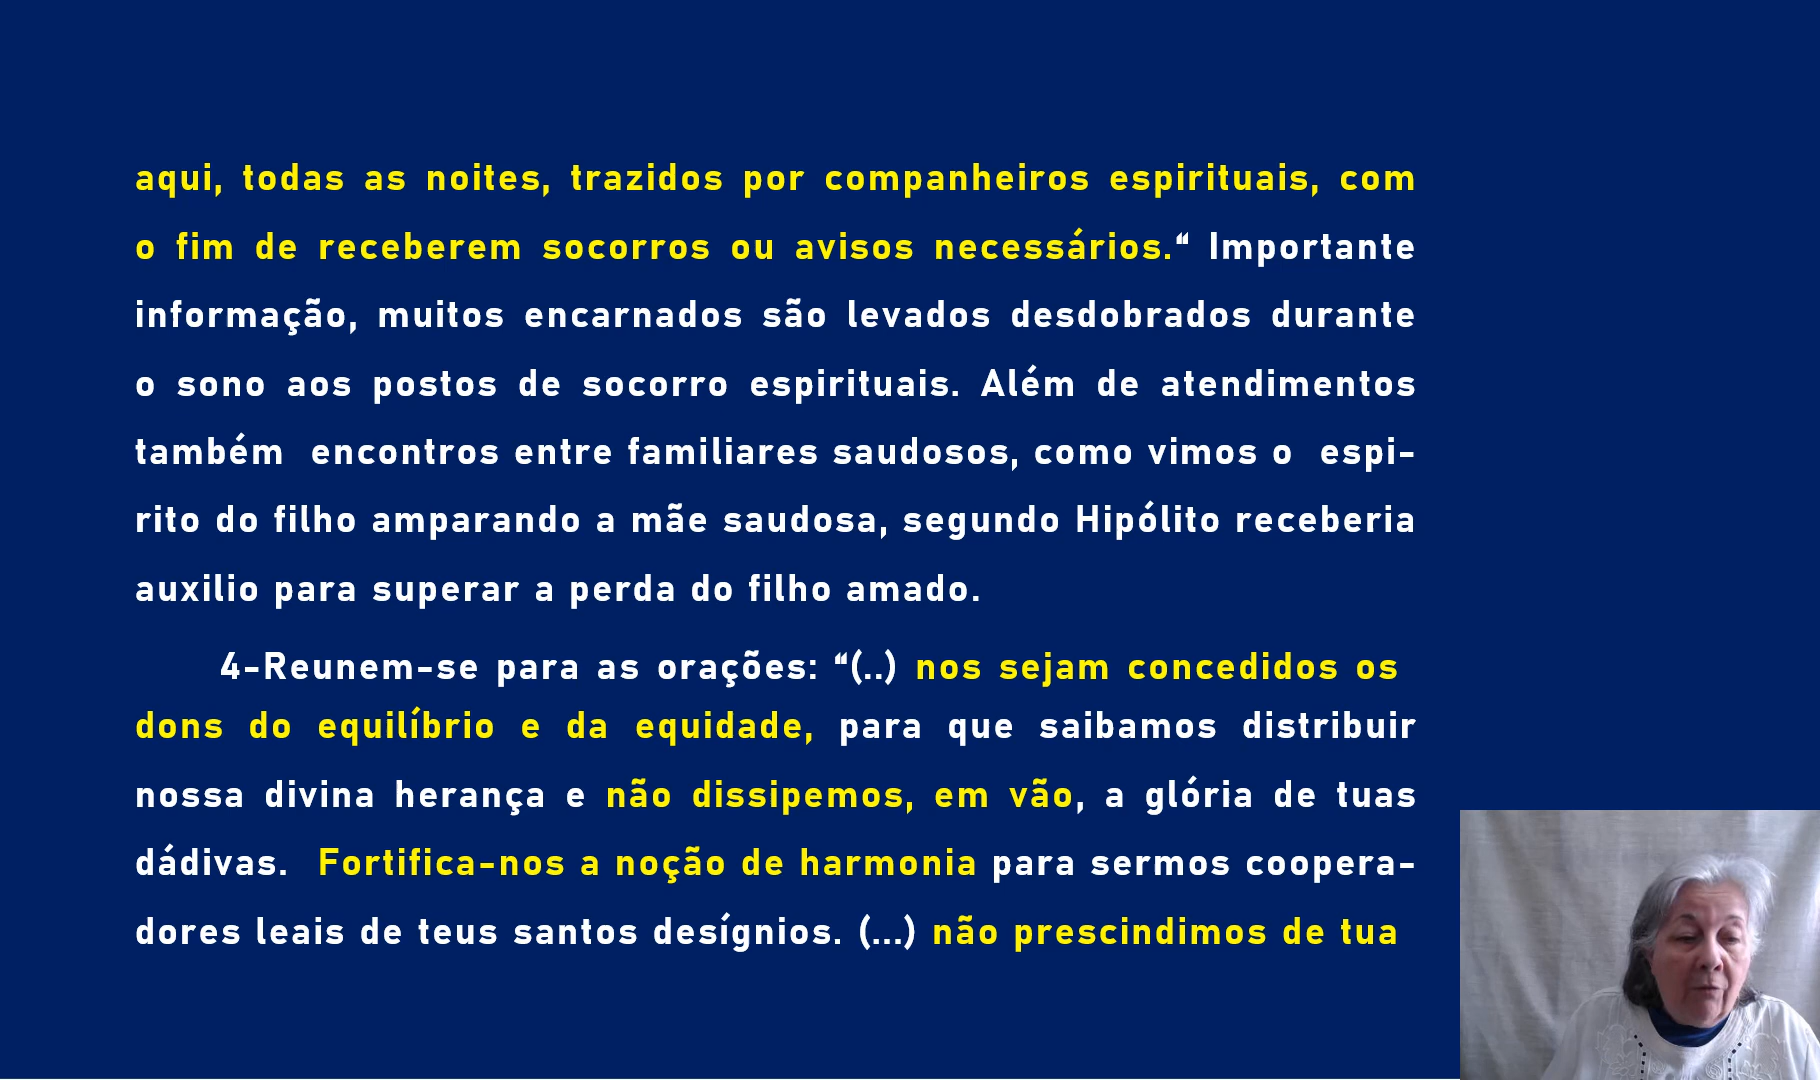 aqui, todas as noites, trazidos por companheiros espirituais, com
o fim de receberem socorros ou avisos necessários.“ Importante
informação, muitos encarnados são levados desdobrados durante
o sono aos postos de socorro espirituais. Além de atendimentos
também encontros entre familiares saudosos, como vimos o espi-
rito do filho amparando a mãe saudosa, segundo Hipólito receberia
auxilio para superar a perda do filho amado.
4-Reunem-se para as orações: “(..) nos sejam concedidos os
dons do equilíbrio e da equidade, para que saibamos distribuir
nossa divina herança e não dissipemos, em vão, a glória de tuas
dádivas. Fortifica-nos a noção de harmonia para sermos coopera-
dores leais de teus santos desígnios. (...) não prescindimos de tua